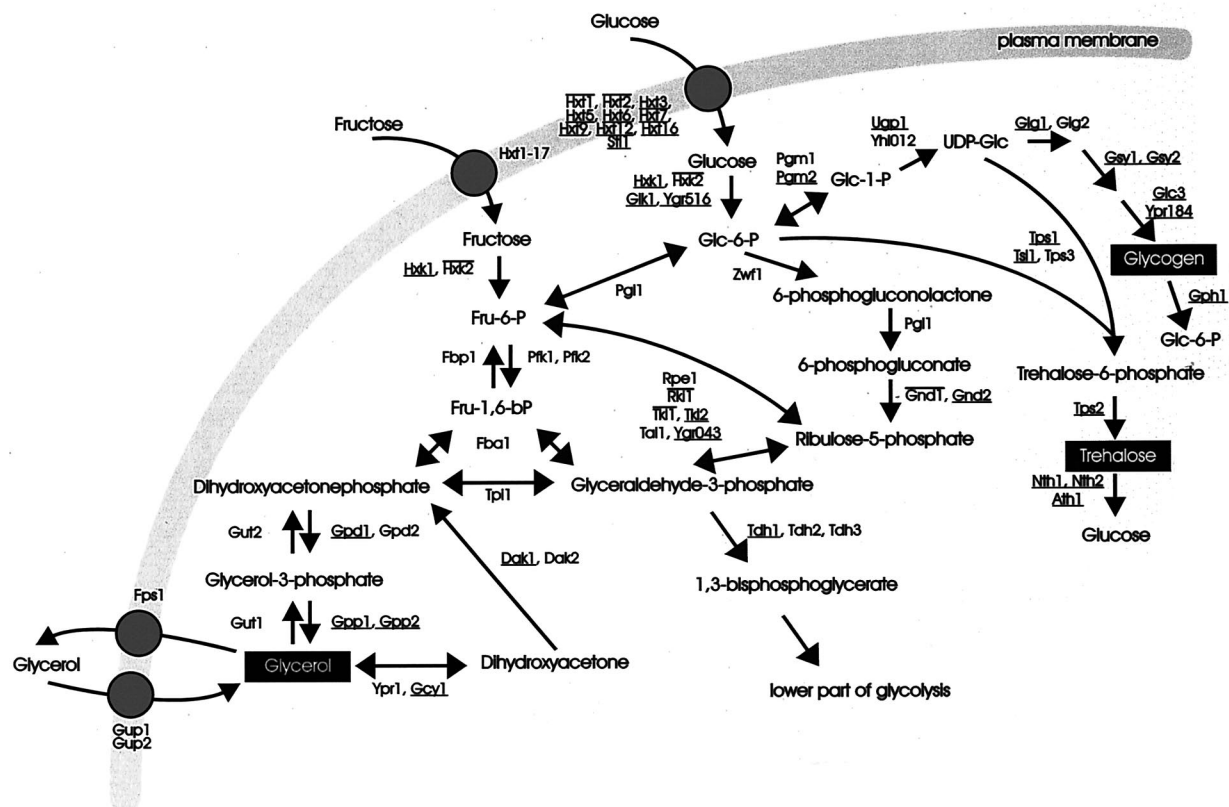 Glucose
plasma membrane
Hxt1, Hxt2, Hxt3,
Hxt5, Hxt6, Hxt7,
Hxt9, Hxt12, Hxt16
Stl1
Fructose
Hxt1-17
Glucose
Hxk1, Hxk2
Glk1, Ygr516
Pgm1
Pgm2
Glc-1-P
Ugp1
Yhl012
UDP-Glc
Glg1, Glg2
Gsy1, Gsy2
Glc3
Ypr184
Glycogen
Gph1
Glc-6-P
Fructose
Hxk1, Hxk2
Glc-6-P
Tps1
Tsl1, Tps3
Pgi1
Zwf1
6-phosphogluconolactone
Pgl1
6-phosphogluconate
Gnd1, Gnd2
Ribulose-5-phosphate
Trehalose-6-phosphate
Tps2
Trehalose
Nth1, Nth2
Ath1
Glucose
Fru-6-P
Fbp1
Pfk1, Pfk2
Fru-1,6-bP
Fba1
Rpe1
Rki1
Tkl1, Tkl2
Tal1, Ygr043
Dihydroxyacetonephosphate
Tpi1
Glyceraldehyde-3-phosphate
Gut2
Gpd1, Gpd2
Dak1, Dak2
Tdh1, Tdh2, Tdh3
Glycerol-3-phosphate
1,3-bisphosphoglycerate
Fps1
Gut1
Gpp1, Gpp2
Glycerol
Glycerol
Ypr1, Gcy1
Dihydroxyacetone
lower part of glycolysis
Gup1
Gup2